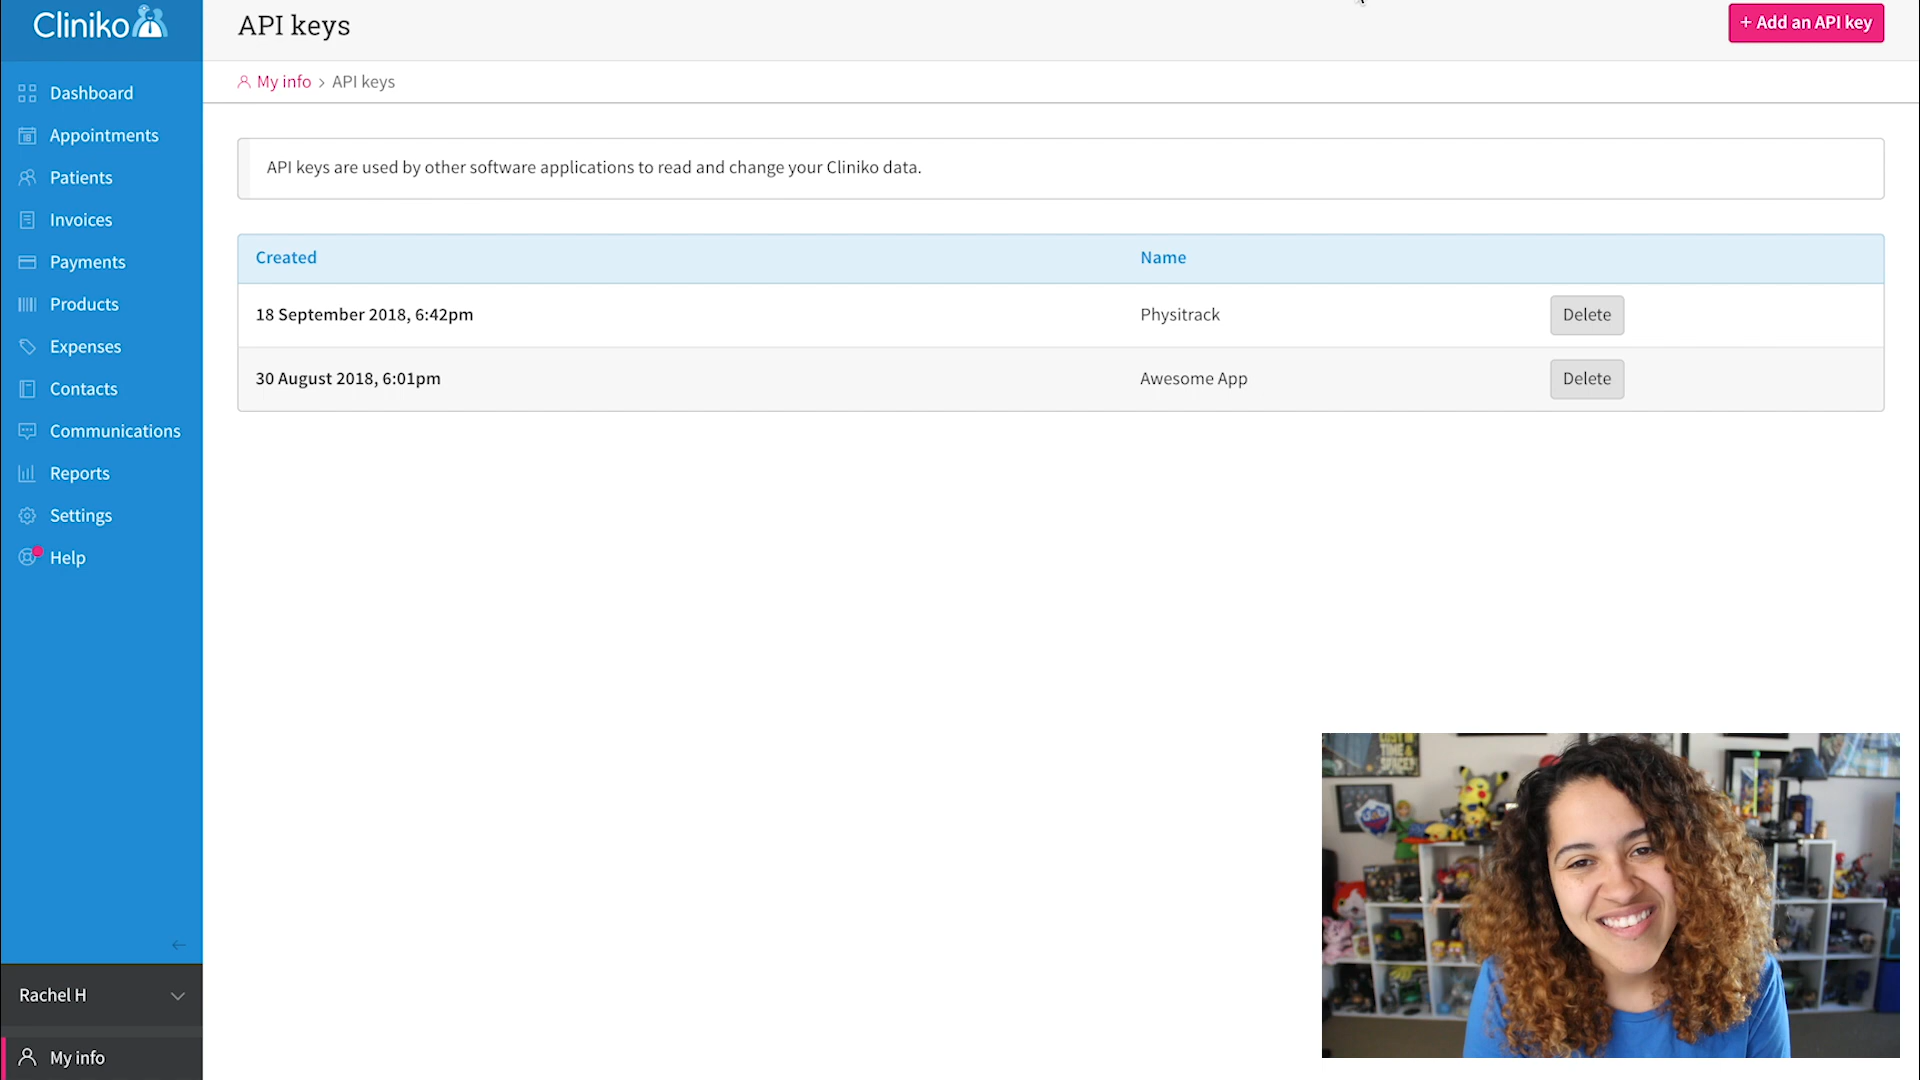 Cliniko
API keys
+ Add an API key
My info > API keys
Dashboard
Appointments
Patients
Invoices
Payments
Products
Expenses
Contacts
Communications
Reports
Settings
Help
API keys are used by other software applications to read and change your Cliniko data.
Created Name
18 September 2018, 6:42pm Physitrack Delete
30 August 2018, 6:01pm Awesome App Delete
TIME &
SPACE?
Rachel H
My info